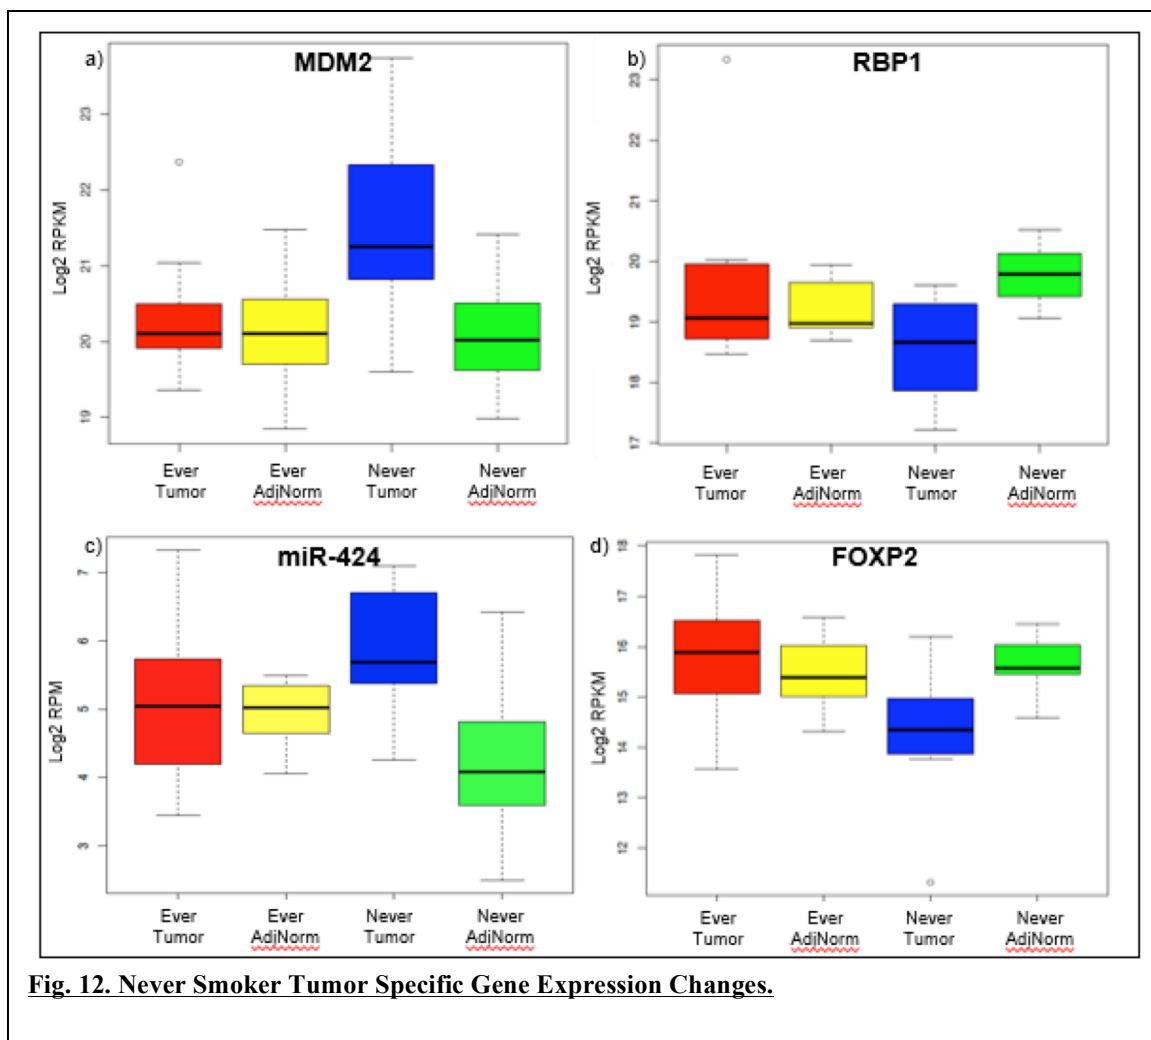 a)
MDM2
Log2 RPKM
23
22
21
20
19
Ever
Tumor
Ever
AdjNorm
Never
Tumor
Never
AdjNorm
b)
RBP1
Log2 RPKM
23
22
21
20
19
18
17
Ever
Tumor
Ever
AdjNorm
Never
Tumor
Never
AdjNorm
c)
miR-424
Log2 RPM
7
6
5
4
3
Ever
Tumor
Ever
AdjNorm
Never
Tumor
Never
AdjNorm
d)
FOXP2
Log2 RPKM
18
17
16
15
14
13
12
Ever
Tumor
Ever
AdjNorm
Never
Tumor
Never
AdjNorm
Fig. 12. Never Smoker Tumor Specific Gene Expression Changes.